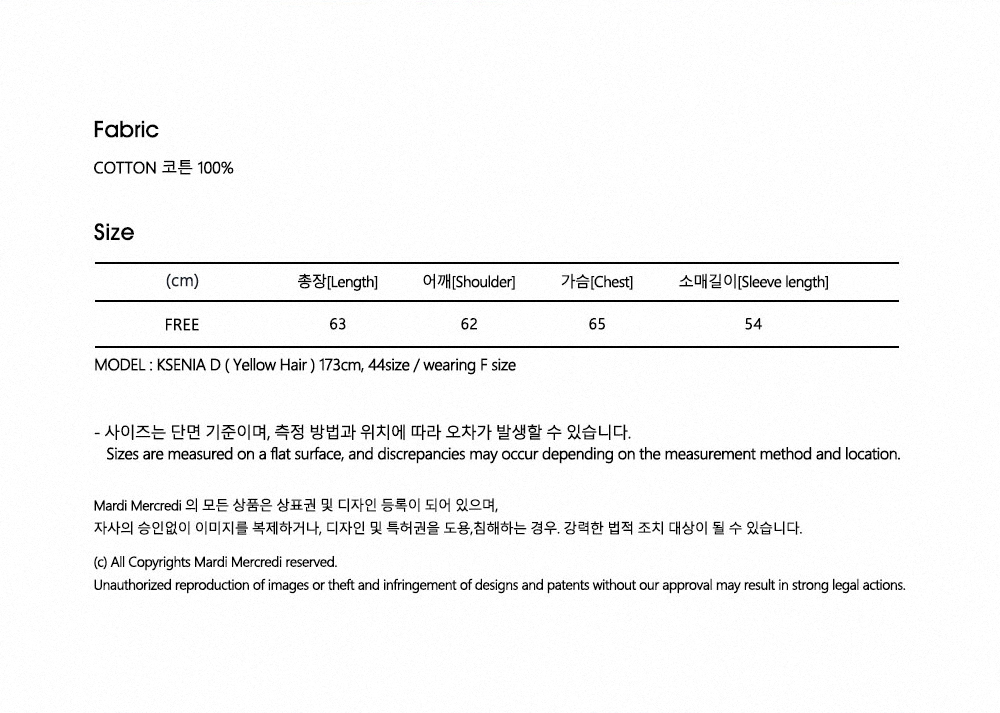 Fabric
COTTON 코튼 100%
Size
(cm) 총장[Length] 어깨[Shoulder] 가슴[Chest] 소매길이[Sleeve length]
FREE 63 62 65 54
MODEL : KSENIA D ( Yellow Hair ) 173cm, 44size / wearing F size
- 사이즈는 단면 기준이며, 측정 방법과 위치에 따라 오차가 발생할 수 있습니다.
Sizes are measured on a flat surface, and discrepancies may occur depending on the measurement method and location.
Mardi Mercredi 의 모든 상품은 상표권 및 디자인 등록이 되어 있으며,
자사의 승인없이 이미지를 복제하거나, 디자인 및 특허권을 도용,침해하는 경우. 강력한 법적 조치 대상이 될 수 있습니다.
(c) All Copyrights Mardi Mercredi reserved.
Unauthorized reproduction of images or theft and infringement of designs and patents without our approval may result in strong legal actions.